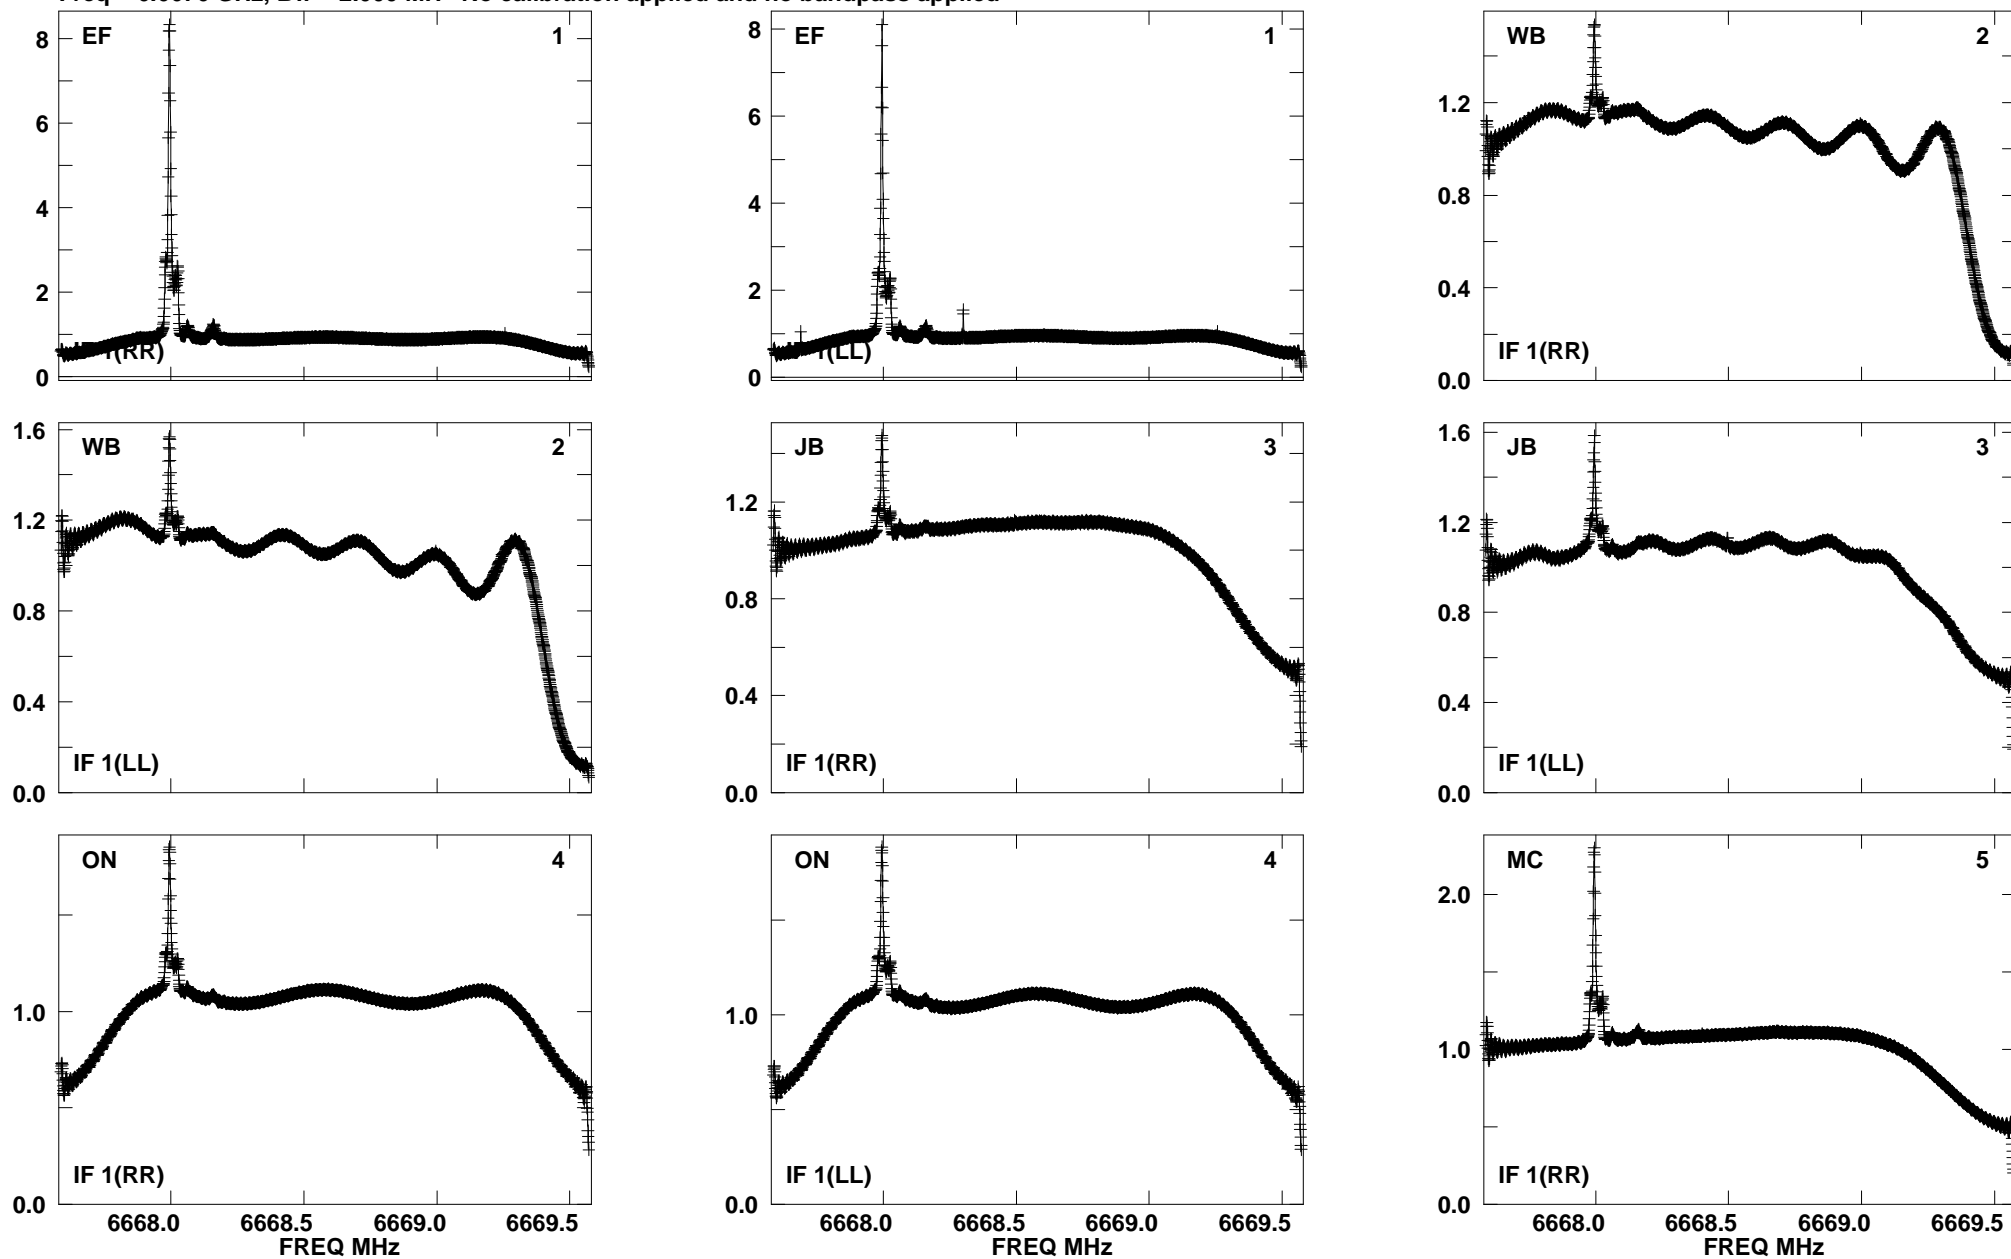 No calibration applied and no bandpass applied
EF 1
8
6
4
2
0
1(RR)
EF 1
8
6
4
2
0
1(LL)
WB 2
1.2
0.8
0.4
0.0
IF 1(RR)
WB 2
1.6
1.2
0.8
0.4
0.0
IF 1(LL)
JB 3
1.2
0.8
0.4
0.0
IF 1(RR)
JB 3
1.6
1.2
0.8
0.4
0.0
IF 1(LL)
ON 4
1.0
0.0
IF 1(RR)
6668.0 6668.5 6669.0 6669.5
FREQ MHz
ON 4
1.0
0.0
IF 1(LL)
6668.0 6668.5 6669.0 6669.5
FREQ MHz
MC 5
2.0
1.0
0.0
IF 1(RR)
6668.0 6668.5 6669.0 6669.5
FREQ MHz